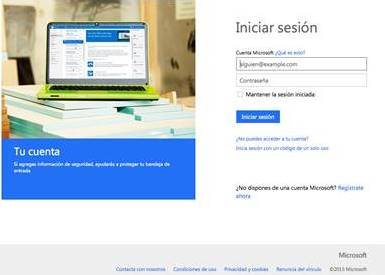 Iniciar sesión
Cuenta Microsoft ¿Qué es esto?
alguien@example.com
Contraseña
Mantener la sesión iniciada
Iniciar sesión
¿No puedes acceder a tu cuenta?
Inicia sesión con un código de un solo uso
Tu cuenta
Si agregas información de seguridad, ayudarás a proteger tu bandeja de
entrada
¿No dispones de una cuenta Microsoft? Regístrate
ahora
Microsoft
Contacta con nosotros Condiciones de uso Privacidad y cookies Renuncia del vínculo ©2013 Microsoft